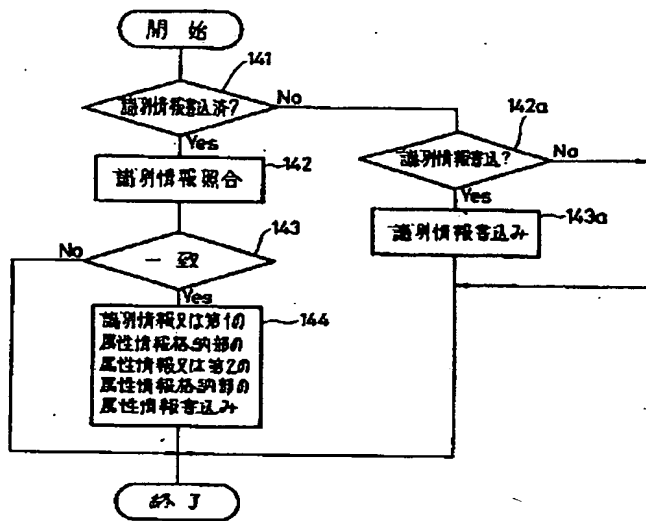 開始
141
識別情報書込済?
No
Yes
142
識別情報照合
142a
識別情報書込?
No
Yes
143a
識別情報書込み
143
No
一致
Yes
144
識別情報又は第1の
属性情報格納部の
属性情報又は第2の
属性情報格納部の
属性情報書込み
終了